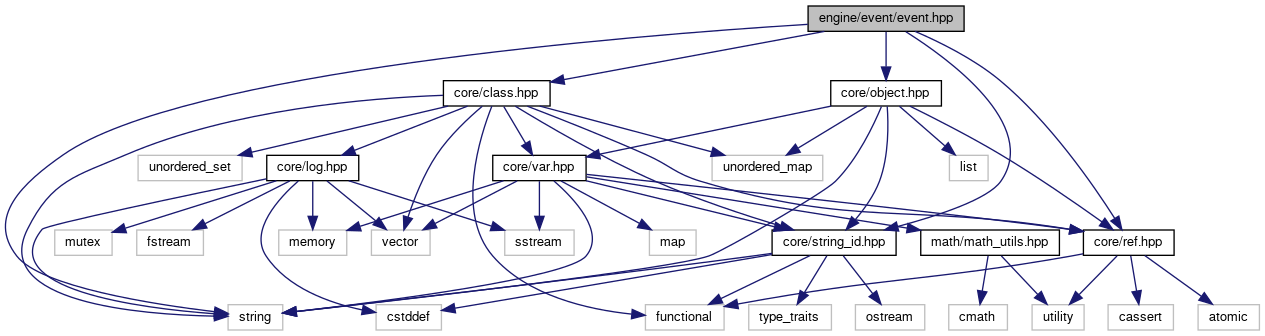 engine/event/event.hpp
core/class.hpp
core/object.hpp
unordered_set
core/log.hpp
core/var.hpp
unordered_map
list
mutex
fstream
memory
vector
sstream
map
core/string_id.hpp
math/math_utils.hpp
core/ref.hpp
string
cstddef
functional
type_traits
ostream
cmath
utility
cassert
atomic